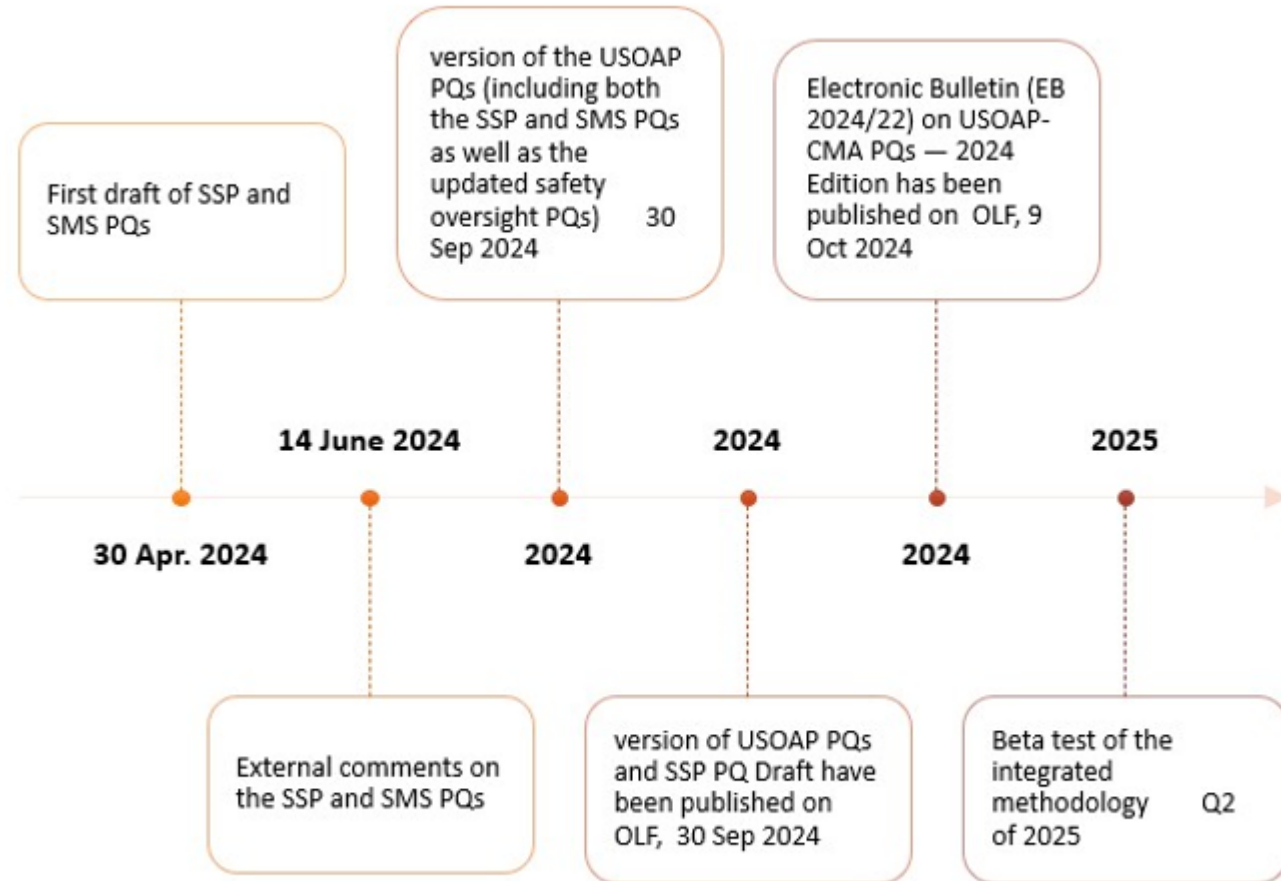 First draft of SSP and
SMS PQs
version of the USOAP
PQs (including both
the SSP and SMS PQs
as well as the
updated safety
oversight PQs) 30
Sep 2024
Electronic Bulletin (EB
2024/22) on USOAP-
CMA PQs — 2024
Edition has been
published on OLF, 9
Oct 2024
14 June 2024
2024
2025
30 Apr. 2024
2024
2024
External comments on
the SSP and SMS PQs
version of USOAP PQs
and SSP PQ Draft have
been published on
OLF, 30 Sep 2024
Beta test of the
integrated
methodology Q2
of 2025